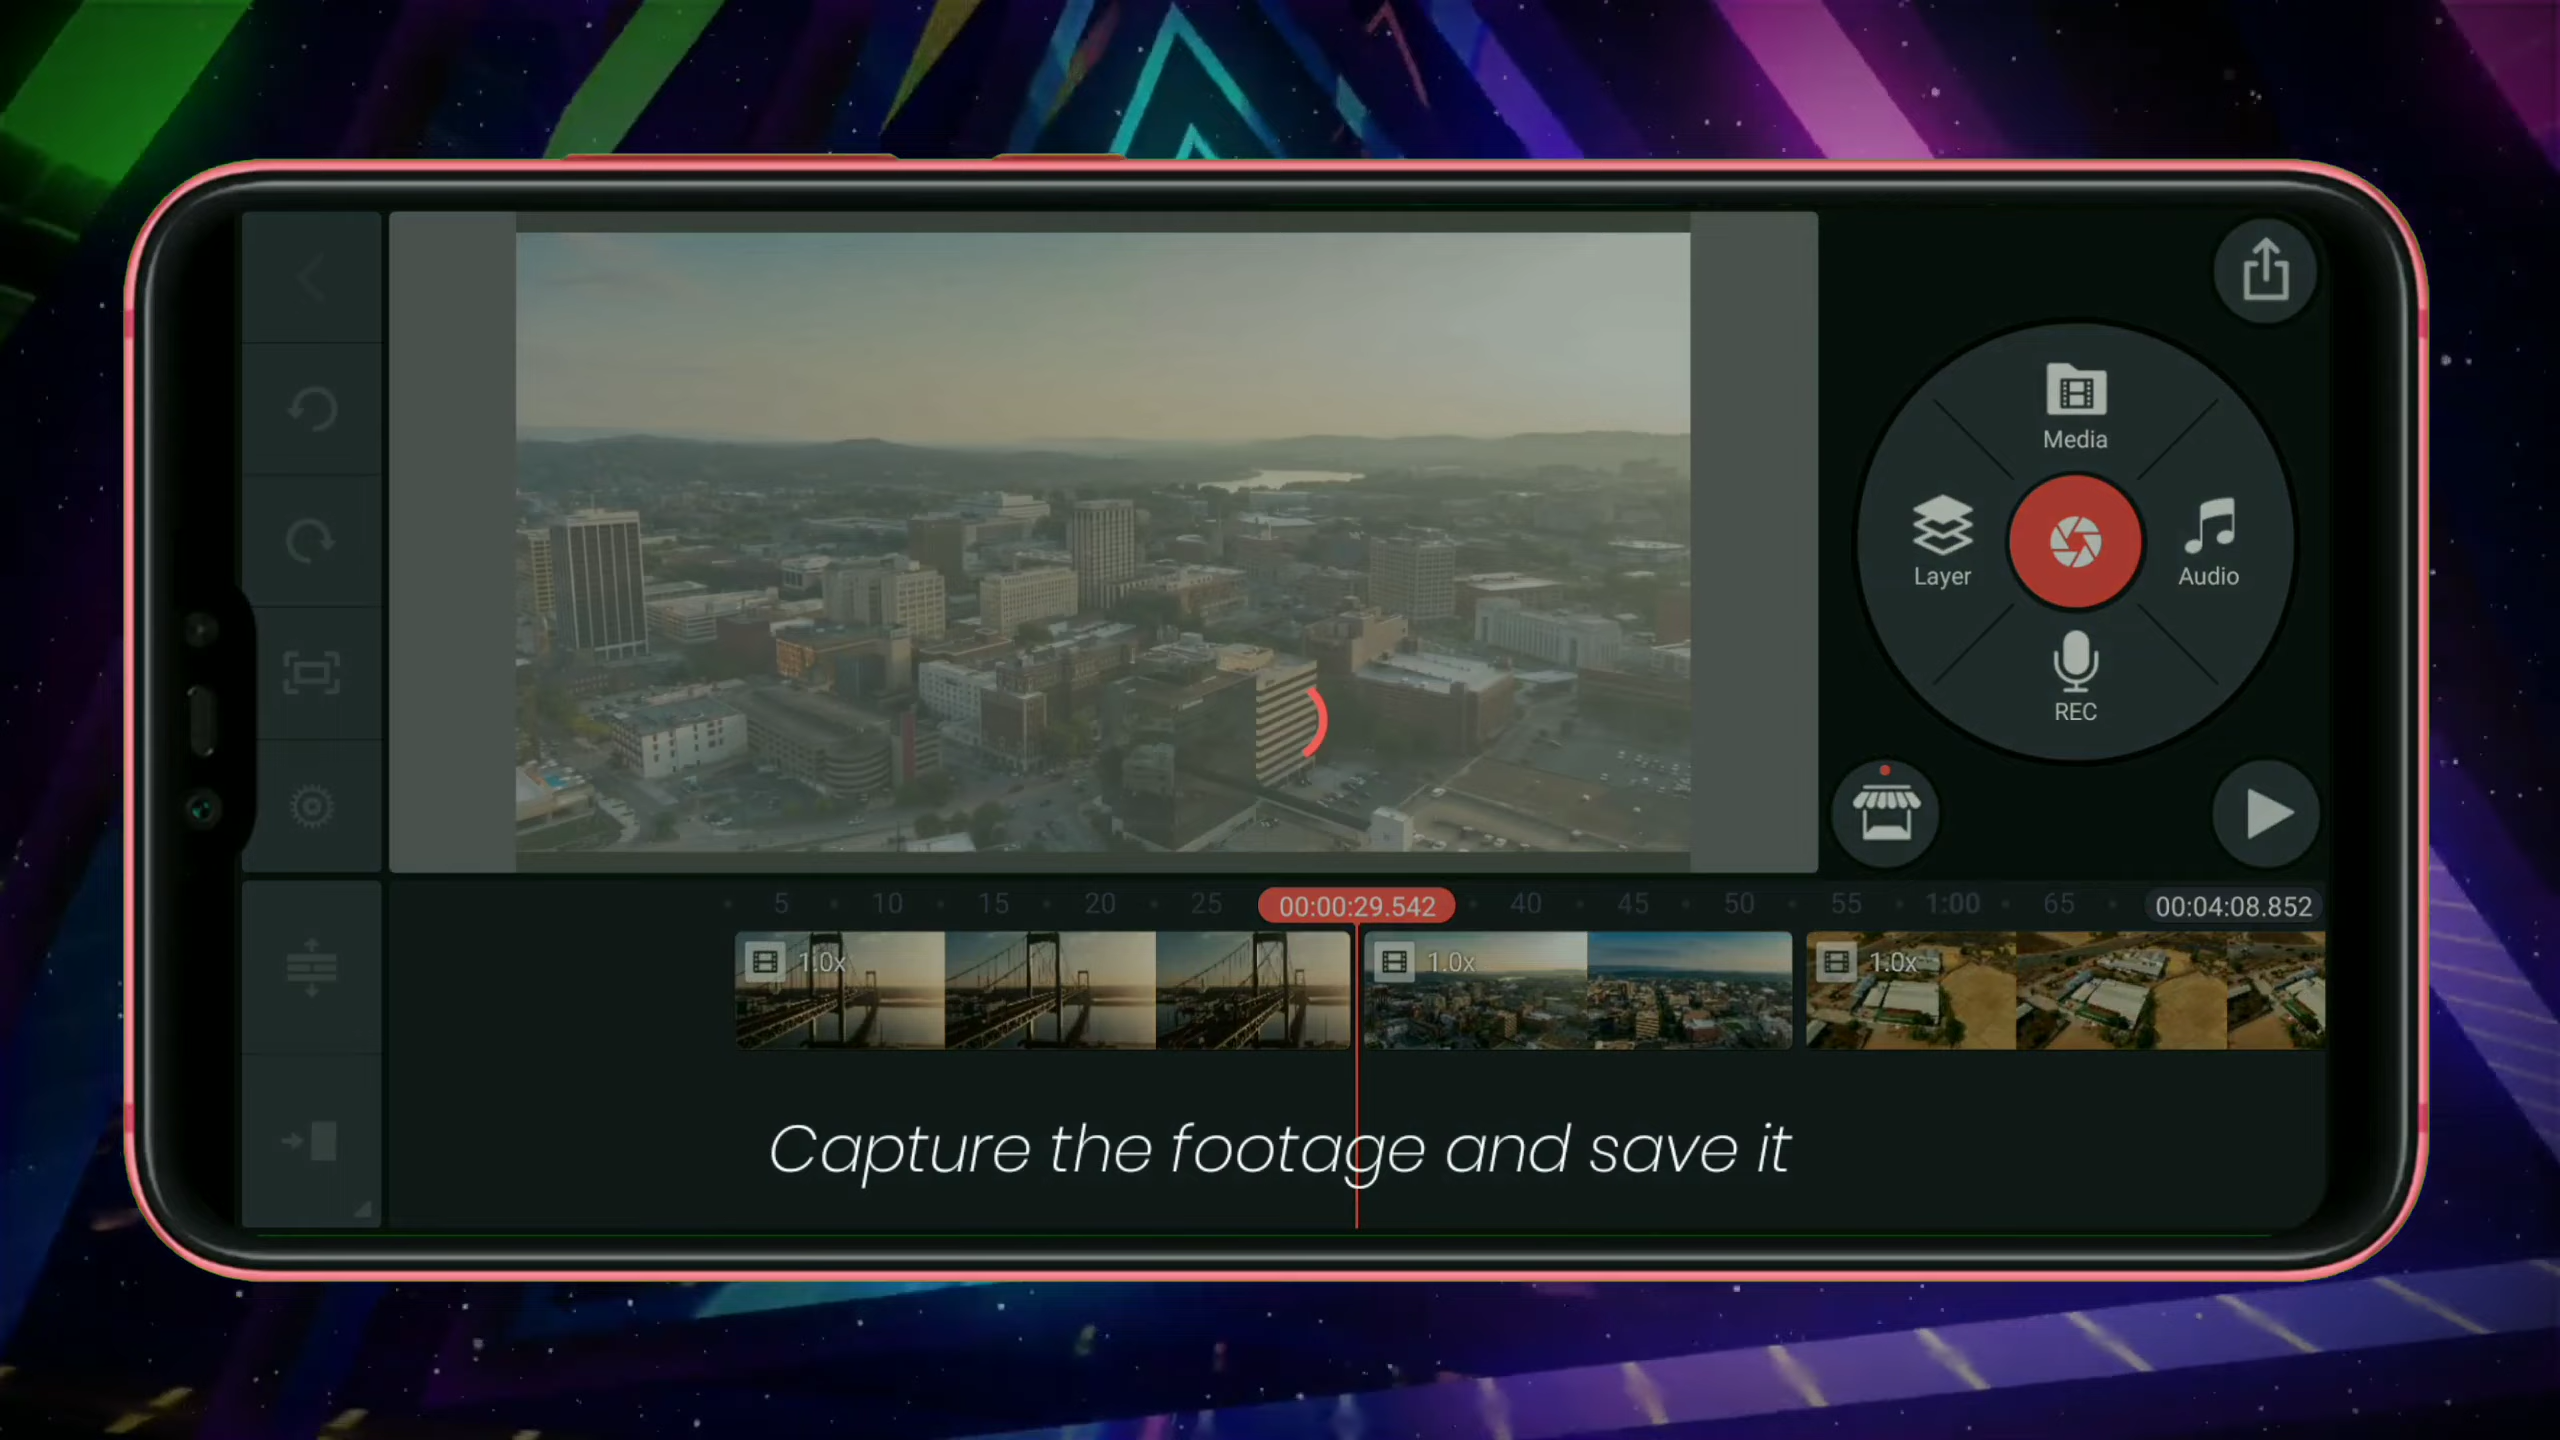 Media
Layer
Audio
REC
5 10 15 20 25 00:00:29.542 40 45 50 55 1:00 65 00:04:08.852
1.0x 1.0x 1.0x
Capture the footage and save it